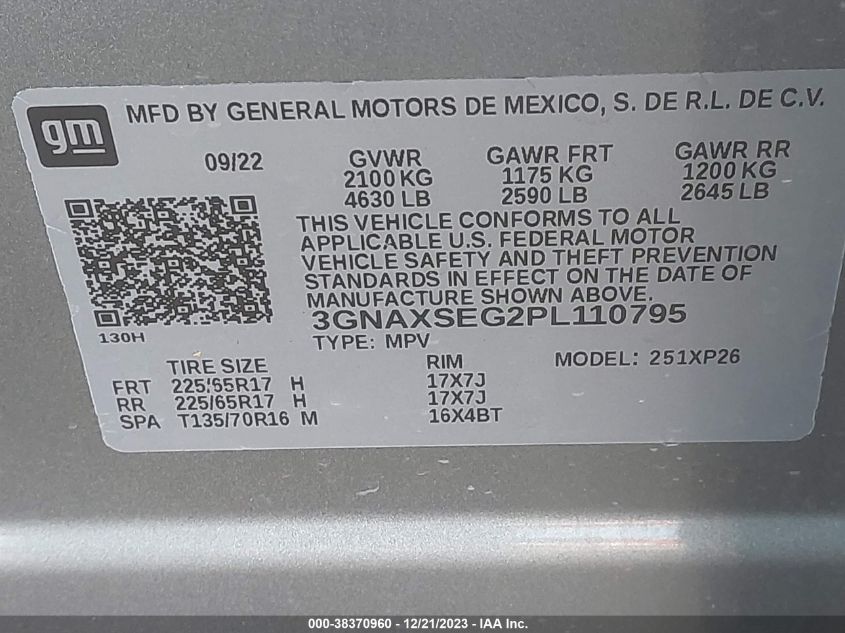 gm
MFD BY GENERAL MOTORS DE MEXICO, S. DE R.L. DE C.V.
09/22 GVWR GAWR FRT GAWR RR
2100 KG 1175 KG 1200 KG
4630 LB 2590 LB 2645 LB
THIS VEHICLE CONFORMS TO ALL
APPLICABLE U.S. FEDERAL MOTOR
VEHICLE SAFETY AND THEFT PREVENTION
STANDARDS IN EFFECT ON THE DATE OF
MANUFACTURE SHOWN ABOVE.
3GNAXSEG2PL110795
130H
TYPE: MPV MODEL: 251XP26
TIRE SIZE RIM
FRT 225/65R17 H 17X7J
RR 225/65R17 H 17X7J
SPA T135/70R16 M 16X4BT
000-38370960 - 12/21/2023 - IAA Inc.